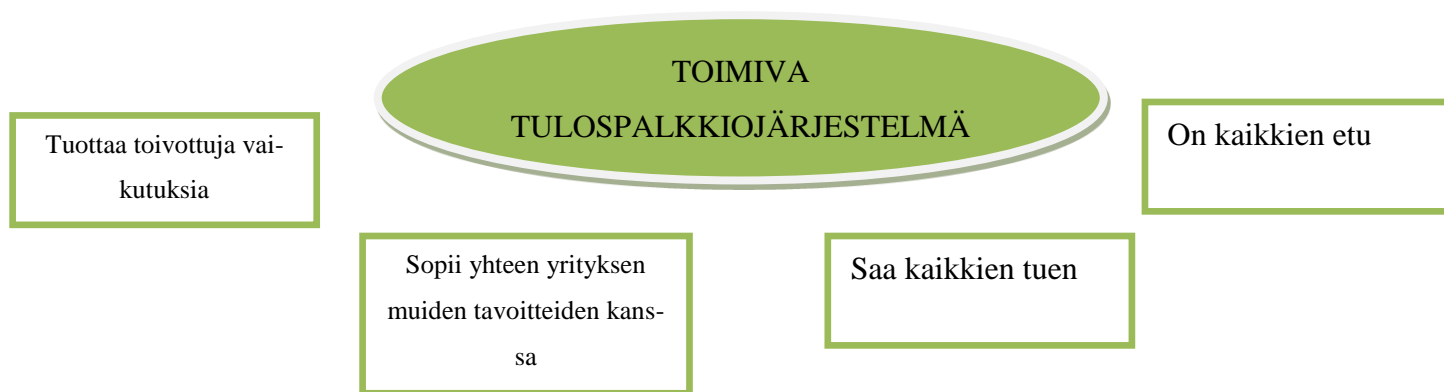 TOIMIVA
TULOSPALKKIOJÄRJESTELMÄ
Tuottaa toivottuja vai-
kutuksia
Sopii yhteen yrityksen
muiden tavoitteiden kans-
sa
Saa kaikkien tuen
On kaikkien etu